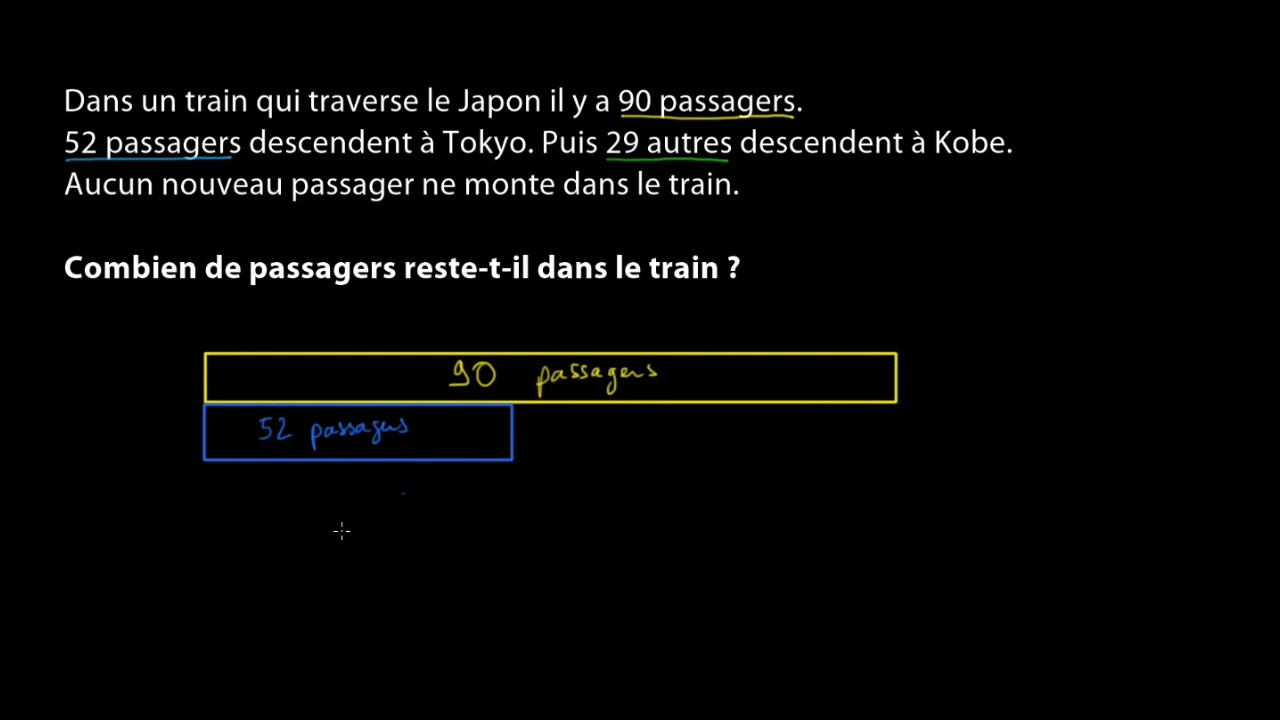 Dans un train qui traverse le Japon il y a 90 passagers.
52 passagers descendent à Tokyo. Puis 29 autres descendent à Kobe.
Aucun nouveau passager ne monte dans le train.
Combien de passagers reste-t-il dans le train ?
90 passagers
52 passagers